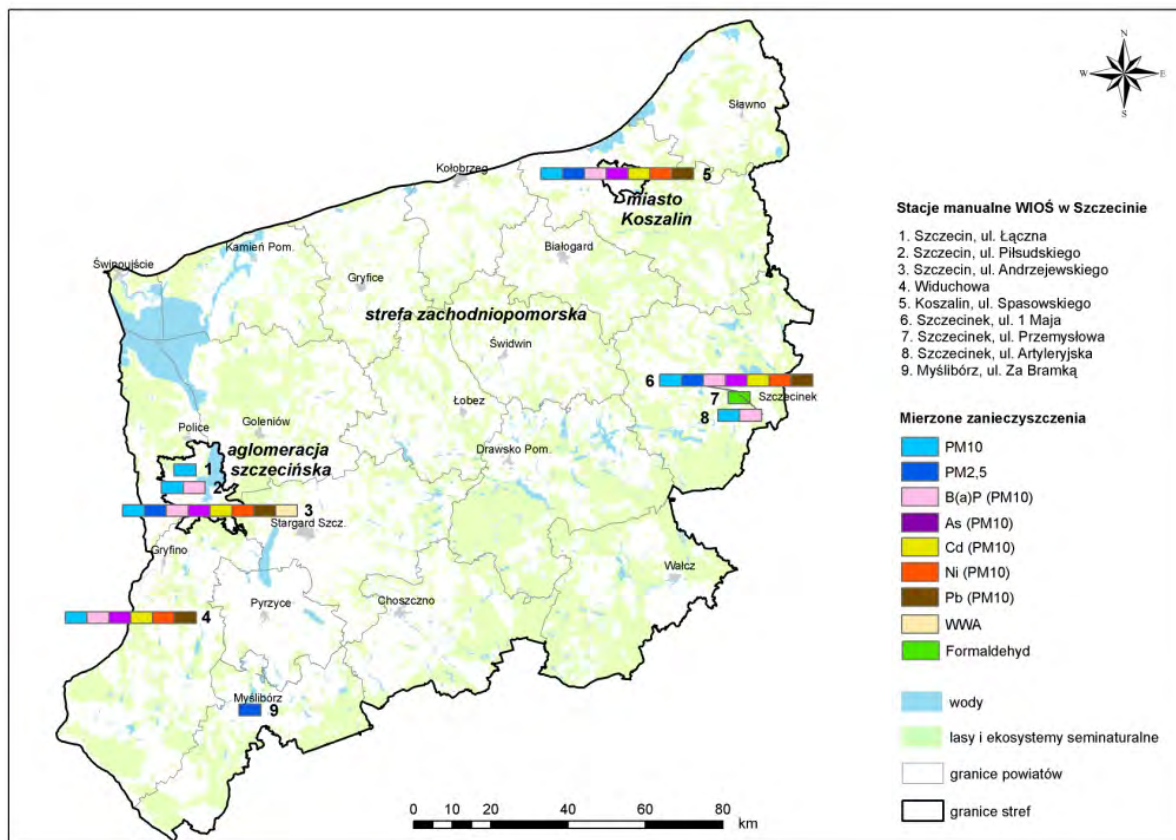 N
W
E
S
Sławno
Kołobrzeg
5
miasto
Koszalin
Białogard
Kamień Pom.
Świnoujście
Gryfice
strefa zachodniopomorska
Świdwin
6
7
Szczecinek
8
Łobez
Goleniów
Police
Drawsko Pom.
aglomeracja
szczecińska
1
2
3
Stargard Szcz.
Gryfino
Wałcz
Pyrzyce
Choszczno
4
Myślibórz
9
0 10 20 40 60 80
km
Stacje manualne WIOŚ w Szczecinie
1. Szczecin, ul. Łączna
2. Szczecin, ul. Piłsudskiego
3. Szczecin, ul. Andrzejewskiego
4. Widuchowa
5. Koszalin, ul. Spasowskiego
6. Szczecinek, ul. 1 Maja
7. Szczecinek, ul. Przemysłowa
8. Szczecinek, ul. Artyleryjska
9. Myślibórz, ul. Za Bramką
Mierzone zanieczyszczenia
PM10
PM2,5
B(a)P (PM10)
As (PM10)
Cd (PM10)
Ni (PM10)
Pb (PM10)
WWA
Formaldehyd
wody
lasy i ekosystemy seminaturalne
granice powiatów
granice stref